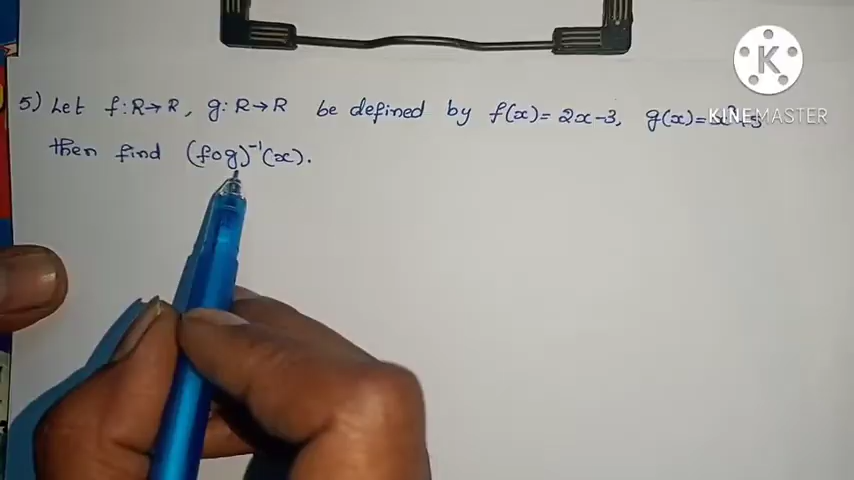 K
KINEMASTER
5) Let f:R→R, g:R→R be defined by f(x)= 2x-3, g(x)=
then find (fog)⁻¹(x).